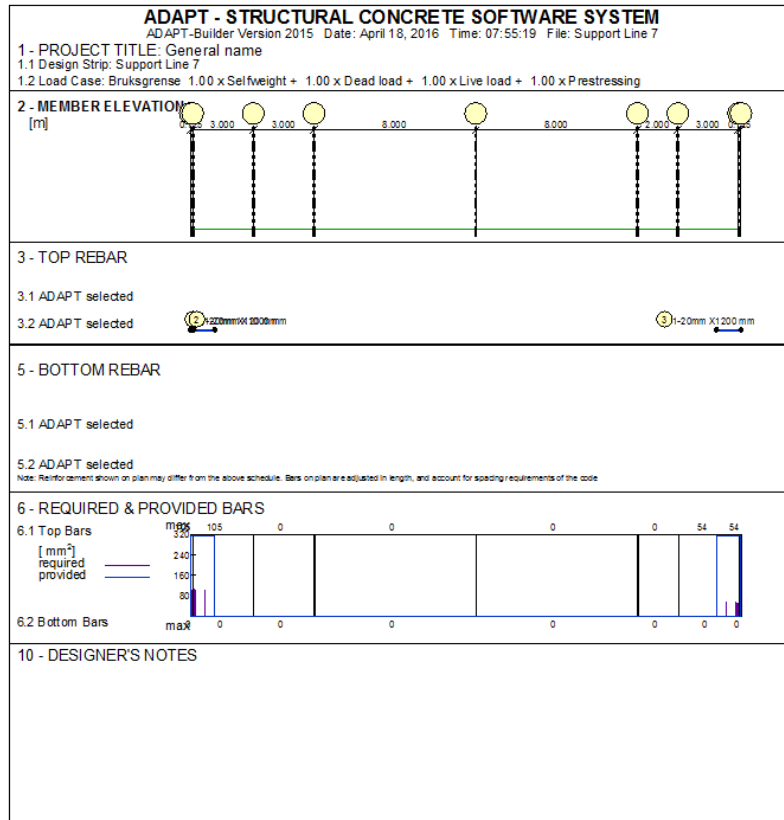 ADAPT - STRUCTURAL CONCRETE SOFTWARE SYSTEM
ADAPT-Builder Version 2015 Date: April 18, 2016 Time: 07:55:19 File: Support Line 7
1 - PROJECT TITLE: General name
1.1 Design Strip: Support Line 7
1.2 Load Case: Bruksgrense 1.00 x Selfweight + 1.00 x Dead load + 1.00 x Live load + 1.00 x Prestressing
2 - MEMBER ELEVATION
[m] 3.000 3.000 8.000 8.000 2.000 3.000
3 - TOP REBAR
3.1 ADAPT selected
3.2 ADAPT selected 2 3 1-20mm X1200 mm
5 - BOTTOM REBAR
5.1 ADAPT selected
5.2 ADAPT selected
Note: Reinforcement shown on plan may differ from the above schedule. Bars on plan are adjusted in length, and account for spacing requirements of the code
6 - REQUIRED & PROVIDED BARS
6.1 Top Bars max 105 0 0 0 0 54 54
320
[ mm²]
240
required
provided
160
80
6.2 Bottom Bars max 0 0 0 0 0 0 0
10 - DESIGNER'S NOTES